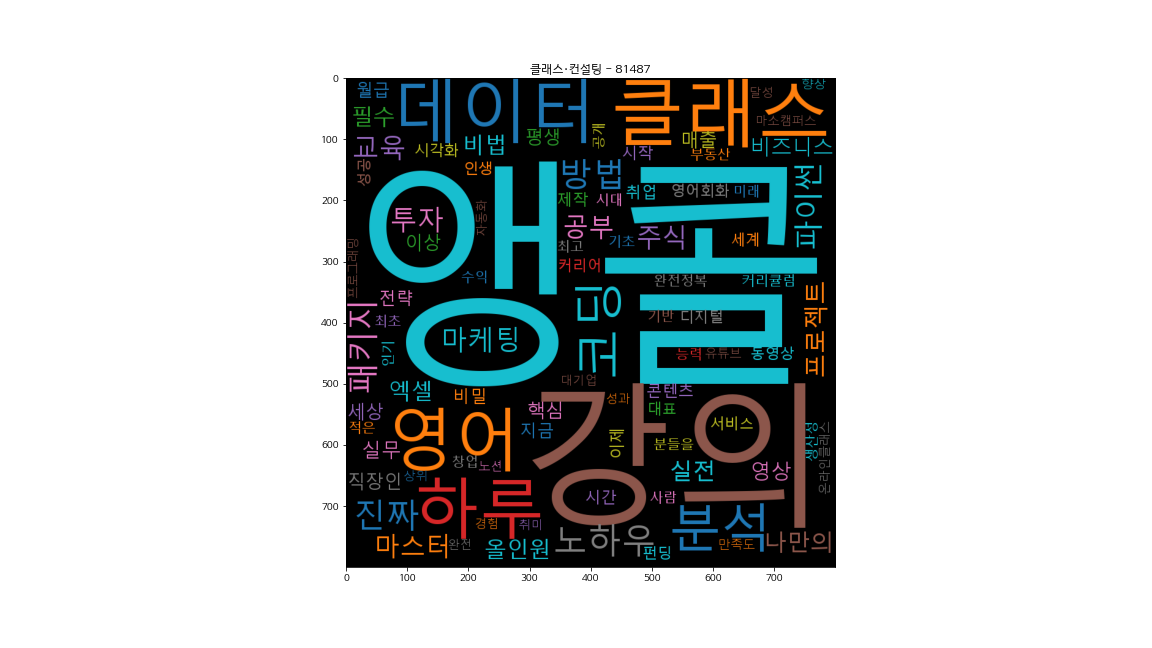 클래스·컨설팅 - 81487
0
100
200
300
400
500
600
700
0 100 200 300 400 500 600 700
월급 데이터 클래스 달성 향상
필수 마소캠퍼스
교육 시각화 비법 평생 공개 매출 비즈니스
성공 인생 방법 시작 부동산
앵콜
투자 자동화 제작 시대 취업 영어회화 미래 파이썬
이상 공부 기초 주식 세계
최고
프로그래밍 수익 커리어 완전정복 커리큘럼
전략
패키지 최초 마케팅 코딩 기반 디지털 프로젝트
인기 능력 유튜브 동영상
대기업
엑셀 비밀 강의 성과 콘텐츠
세상 영어 핵심 대표 서비스
적은 지금 이제 분들을 생산성
실무 창업 노션 실전 영상 온라인클래스
직장인 상위 하루 시간 사람
진짜 경험 취미 분석
마스터 완전 올인원 노하우 펀딩 만족도 나만의